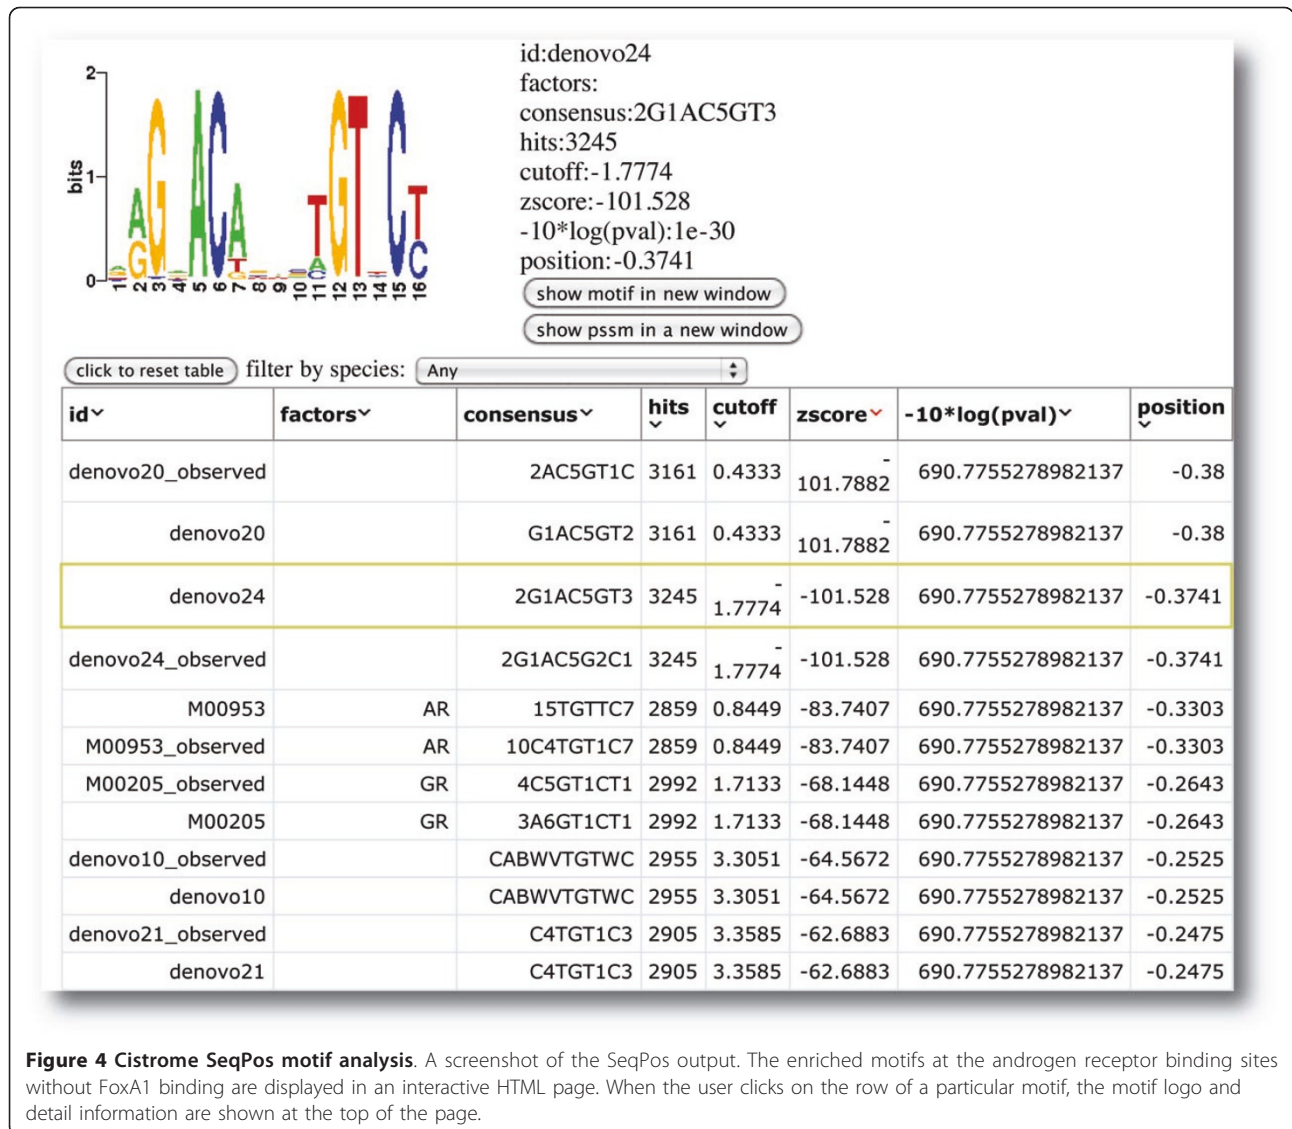 id:denovo24
factors:
consensus:2G1AC5GT3
hits:3245
cutoff:-1.7774
zscore:-101.528
-10*log(pval):1e-30
position:-0.3741
show motif in new window
show pssm in a new window
2
bits
1
0
1 2 3 4 5 6 7 8 9 10 11 12 13 14 15 16
click to reset table filter by species: Any
id factors consensus hits cutoff zscore -10*log(pval) position
denovo20_observed 2AC5GT1C 3161 0.4333 -101.7882 690.7755278982137 -0.38
denovo20 G1AC5GT2 3161 0.4333 -101.7882 690.7755278982137 -0.38
denovo24 2G1AC5GT3 3245 -1.7774 -101.528 690.7755278982137 -0.3741
denovo24_observed 2G1AC5G2C1 3245 -1.7774 -101.528 690.7755278982137 -0.3741
M00953 AR 15TGTTC7 2859 0.8449 -83.7407 690.7755278982137 -0.3303
M00953_observed AR 10C4TGT1C7 2859 0.8449 -83.7407 690.7755278982137 -0.3303
M00205_observed GR 4C5GT1CT1 2992 1.7133 -68.1448 690.7755278982137 -0.2643
M00205 GR 3A6GT1CT1 2992 1.7133 -68.1448 690.7755278982137 -0.2643
denovo10_observed CABWVTGTWC 2955 3.3051 -64.5672 690.7755278982137 -0.2525
denovo10 CABWVTGTWC 2955 3.3051 -64.5672 690.7755278982137 -0.2525
denovo21_observed C4TGT1C3 2905 3.3585 -62.6883 690.7755278982137 -0.2475
denovo21 C4TGT1C3 2905 3.3585 -62.6883 690.7755278982137 -0.2475
Figure 4 Cistrome SeqPos motif analysis. A screenshot of the SeqPos output. The enriched motifs at the androgen receptor binding sites
without FoxA1 binding are displayed in an interactive HTML page. When the user clicks on the row of a particular motif, the motif logo and
detail information are shown at the top of the page.